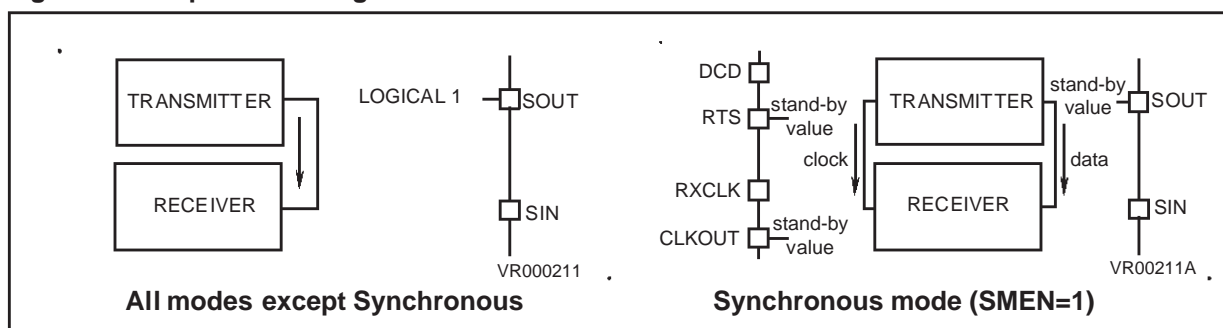 TRANSMITTER
RECEIVER
LOGICAL 1
SOUT
SIN
VR000211
All modes except Synchronous
DCD
RTS
stand-by
value
clock
RXCLK
CLKOUT
stand-by
value
TRANSMITTER
RECEIVER
stand-by
value
SOUT
data
SIN
VR00211A
Synchronous mode (SMEN=1)